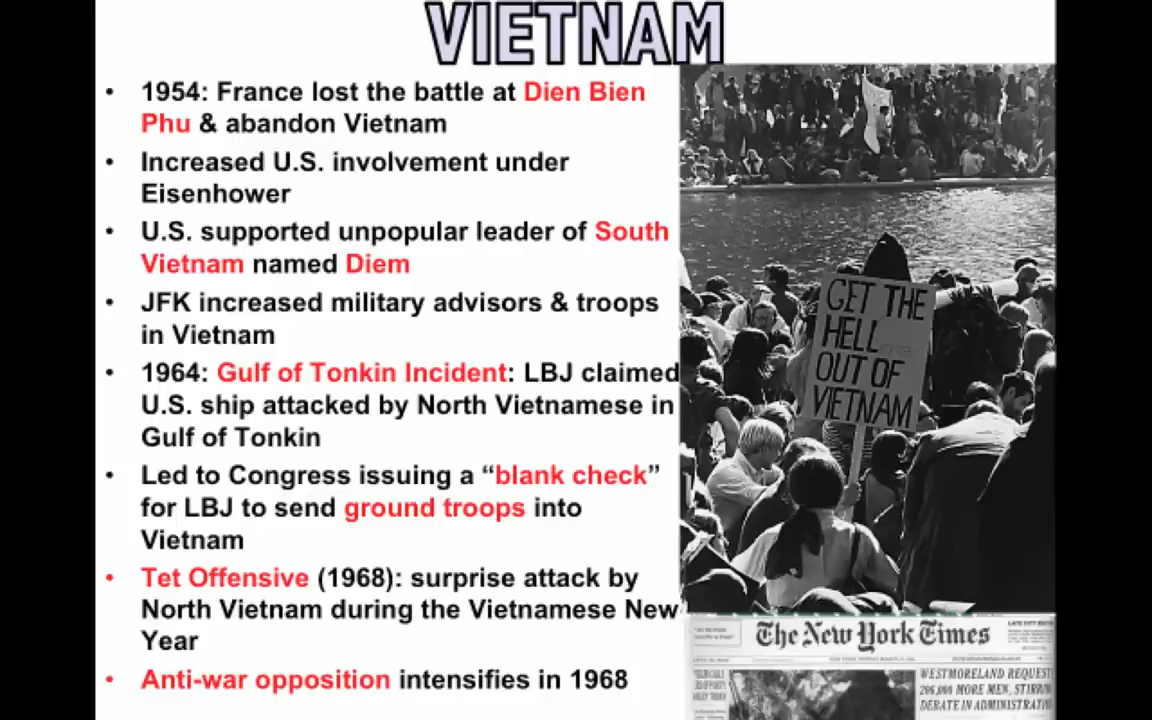 VIETNAM
• 1954: France lost the battle at Dien Bien
Phu & abandon Vietnam
• Increased U.S. involvement under
Eisenhower
• U.S. supported unpopular leader of South
Vietnam named Diem
• JFK increased military advisors & troops
in Vietnam
• 1964: Gulf of Tonkin Incident: LBJ claimed
U.S. ship attacked by North Vietnamese in
Gulf of Tonkin
• Led to Congress issuing a “blank check”
for LBJ to send ground troops into
Vietnam
• Tet Offensive (1968): surprise attack by
North Vietnam during the Vietnamese New
Year
• Anti-war opposition intensifies in 1968
GET THE
HELL
OUT OF
VIETNAM
The New York Times
WESTMORELAND REQUEST
206,000 MORE MEN, STIRRIN
DEBATE IN ADMINISTRAT